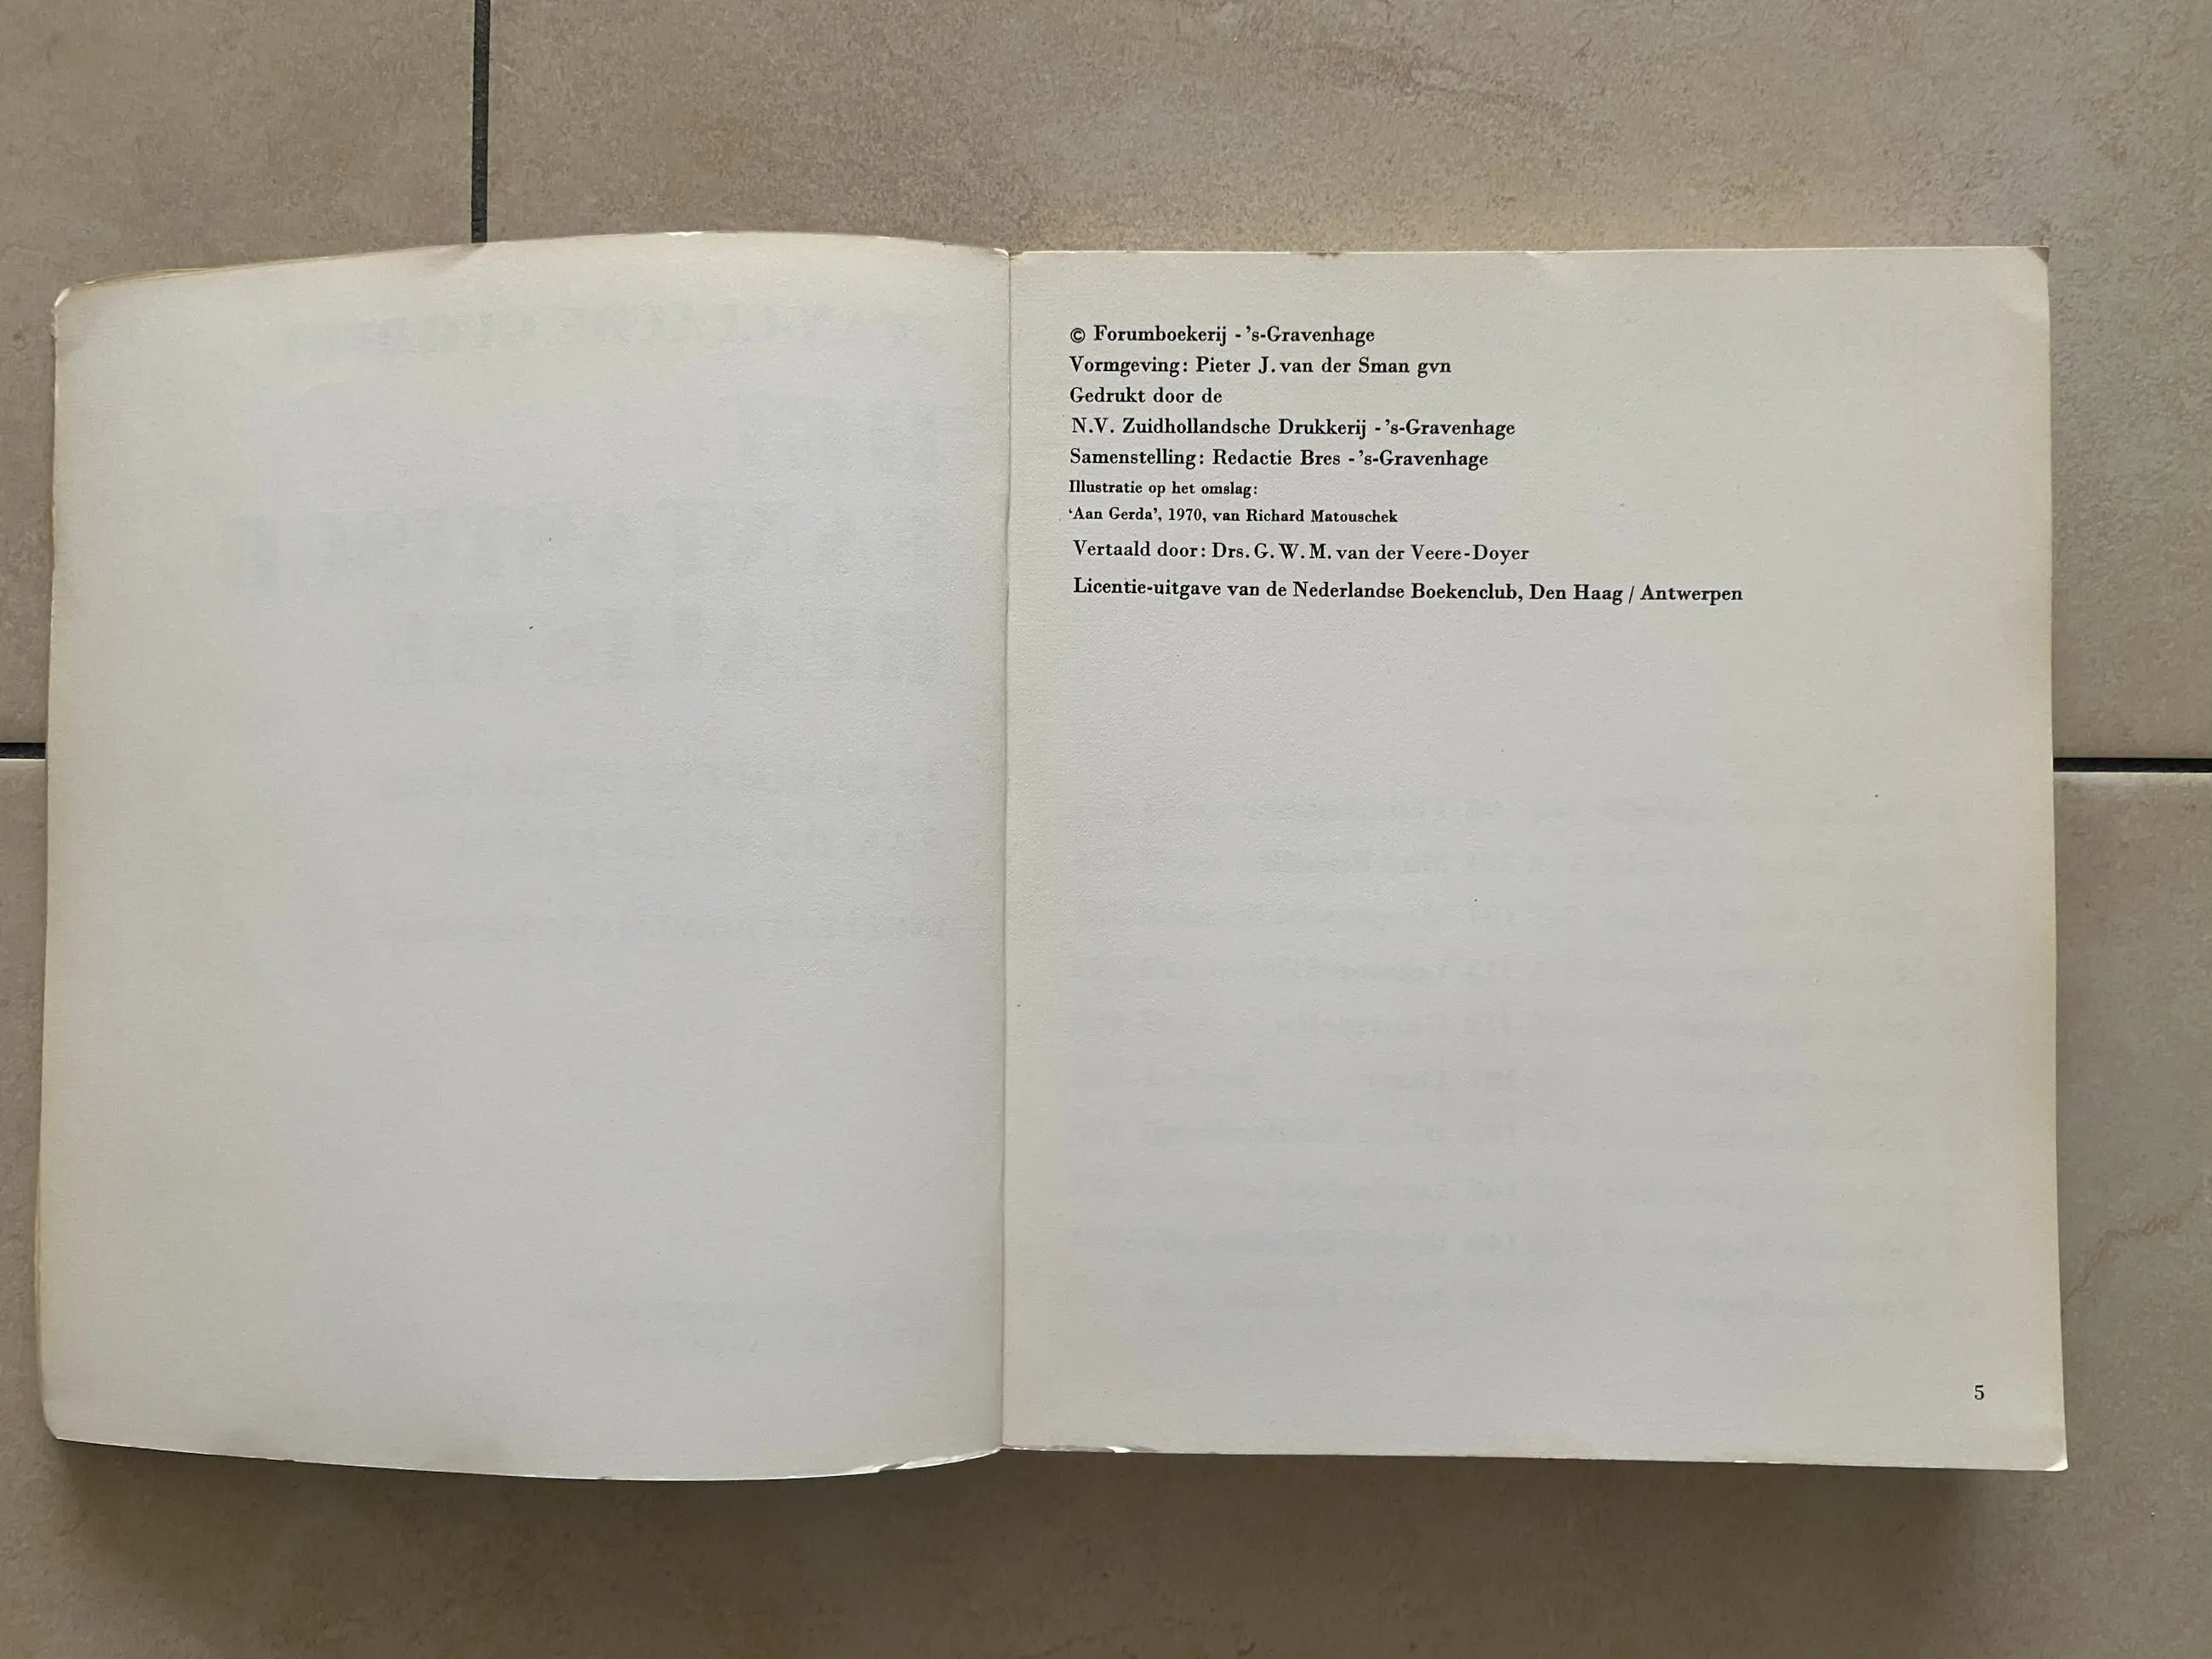 © Forumboekerij - 's-Gravenhage
Vormgeving: Pieter J. van der Sman gvn
Gedrukt door de
N.V. Zuidhollandsche Drukkerij - 's-Gravenhage
Samenstelling: Redactie Bres - 's-Gravenhage
Illustratie op het omslag:
'Aan Gerda', 1970, van Richard Matouschek
Vertaald door: Drs. G. W. M. van der Veere-Doyer
Licentie-uitgave van de Nederlandse Boekenclub, Den Haag / Antwerpen
5